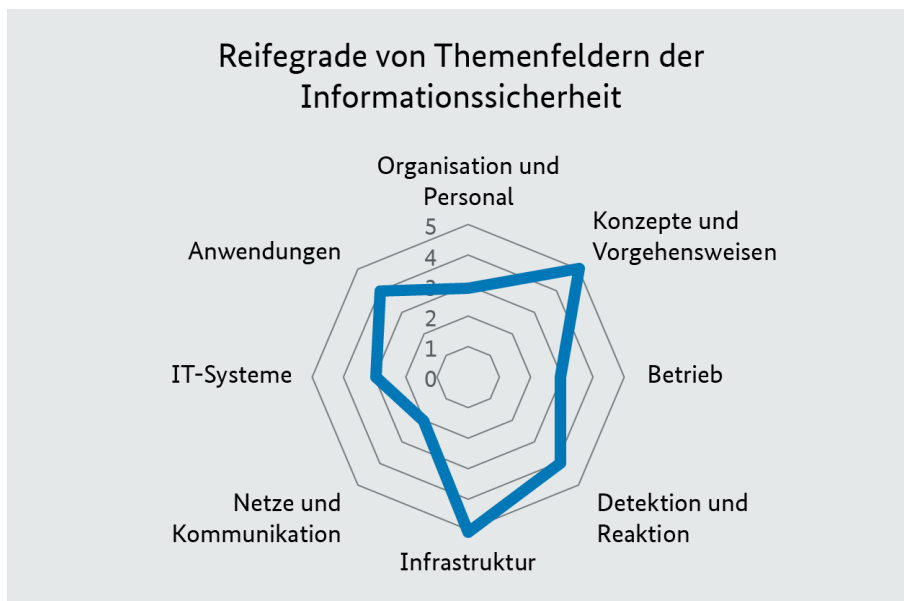 Reifegrade von Themenfeldern der
Informationssicherheit
Organisation und
Personal
Konzepte und
Vorgehensweisen
Anwendungen
5
4
3
2
1
0
IT-Systeme
Betrieb
Netze und
Kommunikation
Detektion und
Reaktion
Infrastruktur